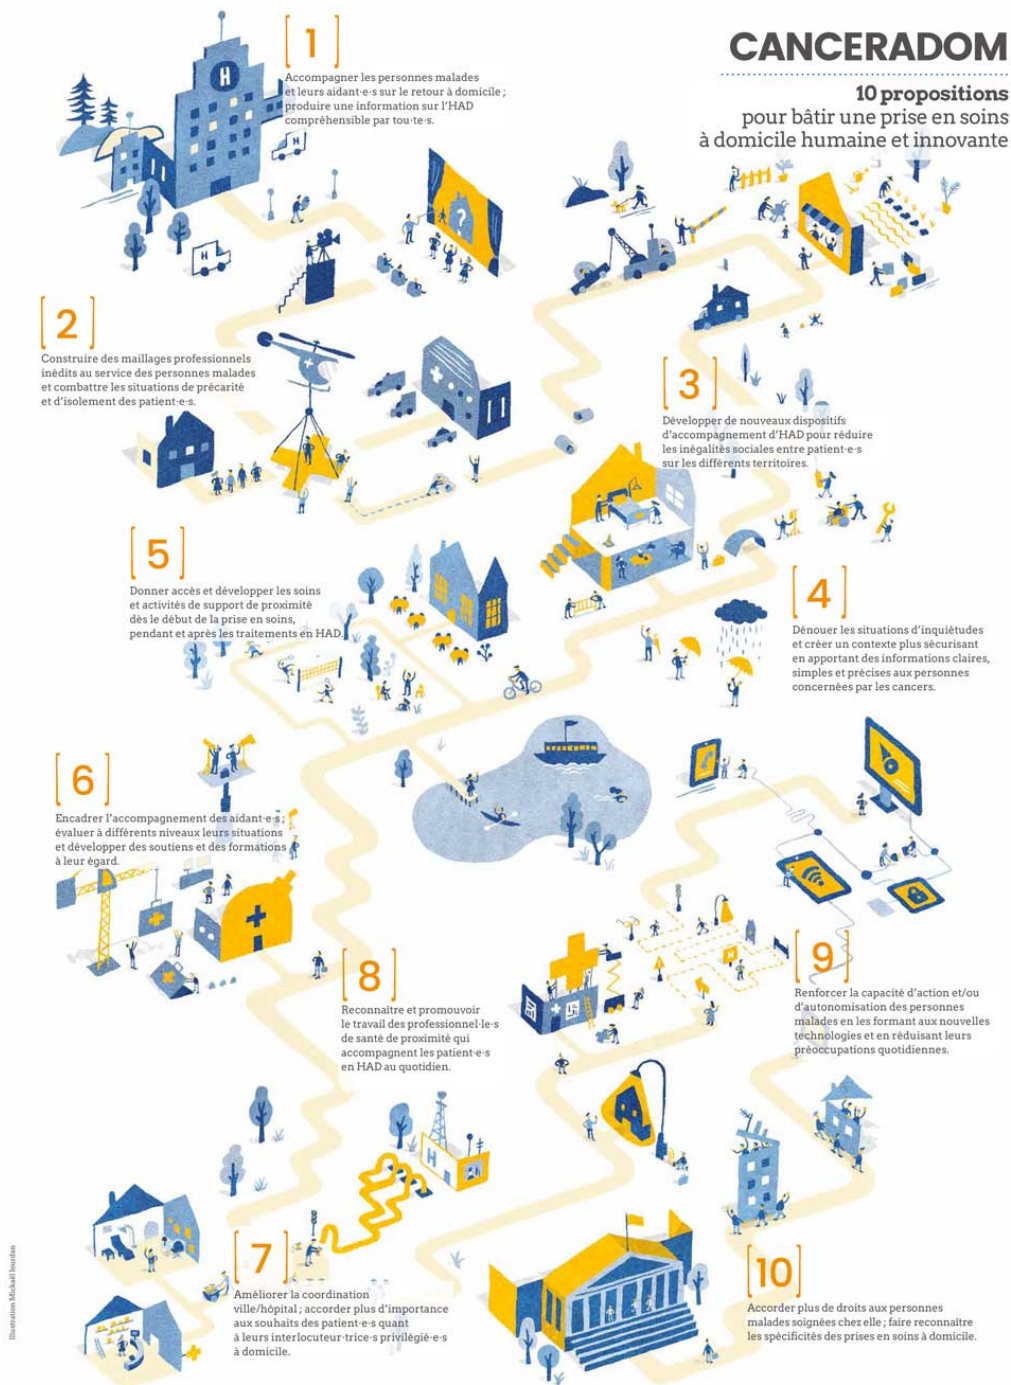 CANCERADOM
10 propositions
pour bâtir une prise en soins
à domicile humaine et innovante
1
Accompagner les personnes malades
et leurs aidant·e·s sur le retour à domicile ;
produire une information sur l'HAD
compréhensible par tou·te·s.
H
H
H
?
2
Construire des maillages professionnels
inédits au service des personnes malades
et combattre les situations de précarité
et d'isolement des patient·e·s.
3
Développer de nouveaux dispositifs
d'accompagnement d'HAD pour réduire
les inégalités sociales entre patient·e·s
sur les différents territoires.
4
Dénouer les situations d'inquiétudes
et créer un contexte plus sécurisant
en apportant des informations claires,
simples et précises aux personnes
concernées par les cancers.
5
Donner accès et développer les soins
et activités de support de proximité
dès le début de la prise en soins,
pendant et après les traitements en HAD.
6
Encadrer l'accompagnement des aidant·e·s ;
évaluer à différents niveaux leurs situations
et développer des soutiens et des formations
à leur égard.
8
Reconnaître et promouvoir
le travail des professionnel·le·s
de santé de proximité qui
accompagnent les patient·e·s
en HAD au quotidien.
9
Renforcer la capacité d'action et/ou
d'autonomisation des personnes
malades en les formant aux nouvelles
technologies et en réduisant leurs
préoccupations quotidiennes.
H
7
Améliorer la coordination
ville/hôpital ; accorder plus d'importance
aux souhaits des patient·e·s quant
à leurs interlocuteur·trice·s privilégié·e·s
à domicile.
10
Accorder plus de droits aux personnes
malades soignées chez elle ; faire reconnaître
les spécificités des prises en soins à domicile.
Illustration Mickaël Jourdan